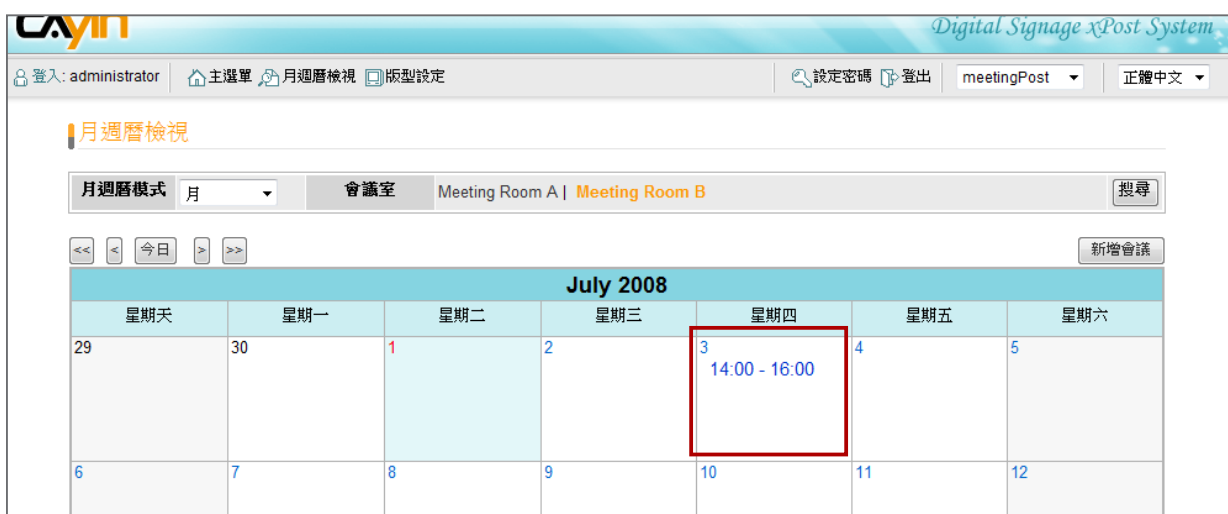 CAYIN
Digital Signage xPost System
登入: administrator 主選單 月週曆檢視 版型設定 設定密碼 登出 meetingPost 正體中文
月週曆檢視
月週曆模式 月 會議室 Meeting Room A | Meeting Room B 搜尋
<< < 今日 > >> 新增會議
July 2008
星期天 星期一 星期二 星期三 星期四 星期五 星期六
29 30 1 2 3 4 5
14:00 - 16:00
6 7 8 9 10 11 12